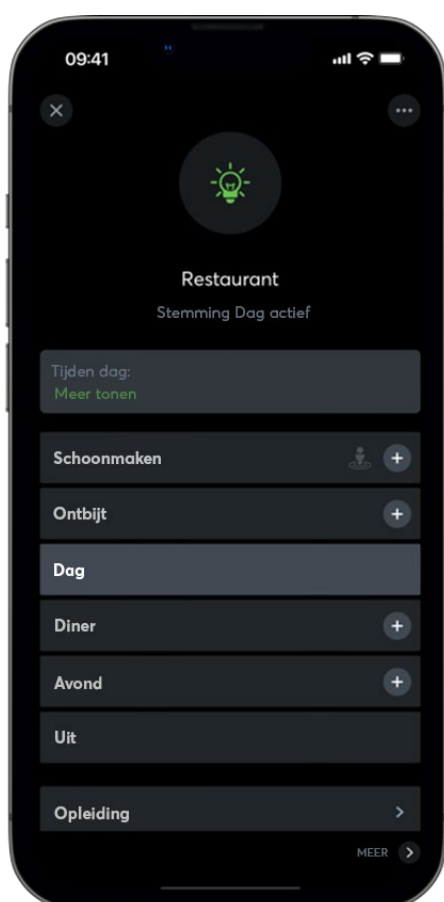 09:41
Restaurant
Stemming Dag actief
Tijden dag:
Meer tonen
Schoonmaken
Ontbijt
Dag
Diner
Avond
Uit
Opleiding
MEER